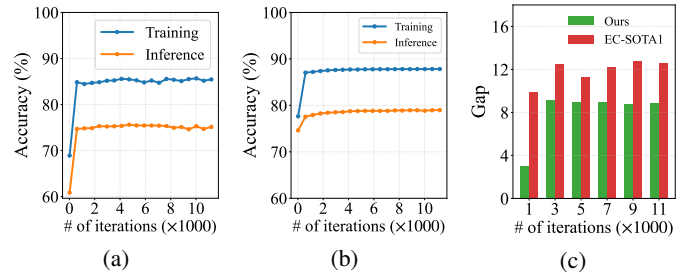 100
90
80
70
60
Accuracy (%)
Training
Inference
0 2 4 6 8 10
# of iterations (×1000)
(a)
100
90
80
70
60
Accuracy (%)
Training
Inference
0 2 4 6 8 10
# of iterations (×1000)
(b)
18
16
12
8
4
0
Gap
Ours
EC-SOTA1
1 3 5 7 9 11
# of iterations (×1000)
(c)